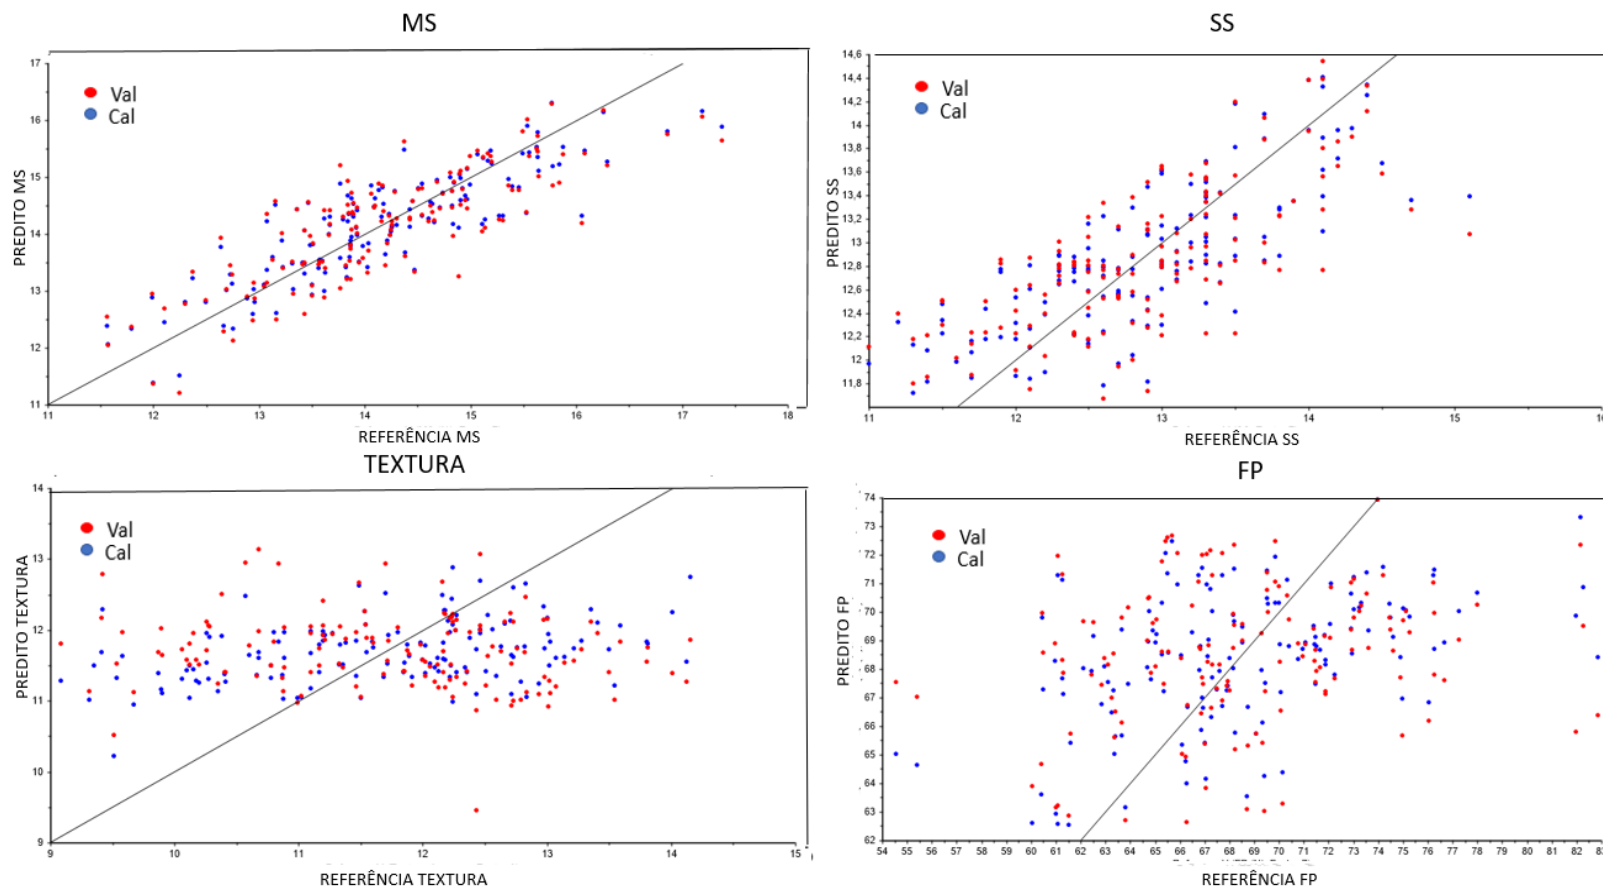 MS
17
16
15
14
13
12
11
PREDITO MS
Val
Cal
11 12 13 14 15 16 17 18
REFERÊNCIA MS
SS
14,6
14,4
14,2
14
13,8
13,6
13,4
13,2
13,0
12,8
12,6
12,4
12,2
12,0
11,8
PREDITO SS
Val
Cal
11 12 13 14 15 16
REFERÊNCIA SS
TEXTURA
14
13
12
11
10
9
PREDITO TEXTURA
Val
Cal
9 10 11 12 13 14 15
REFERÊNCIA TEXTURA
FP
74
73
72
71
70
69
68
67
66
65
64
63
62
PREDITO FP
Val
Cal
54 55 56 57 58 59 60 61 62 63 64 65 66 67 68 69 70 71 72 73 74 75 76 77 78 79 80 81 82 83
REFERÊNCIA FP